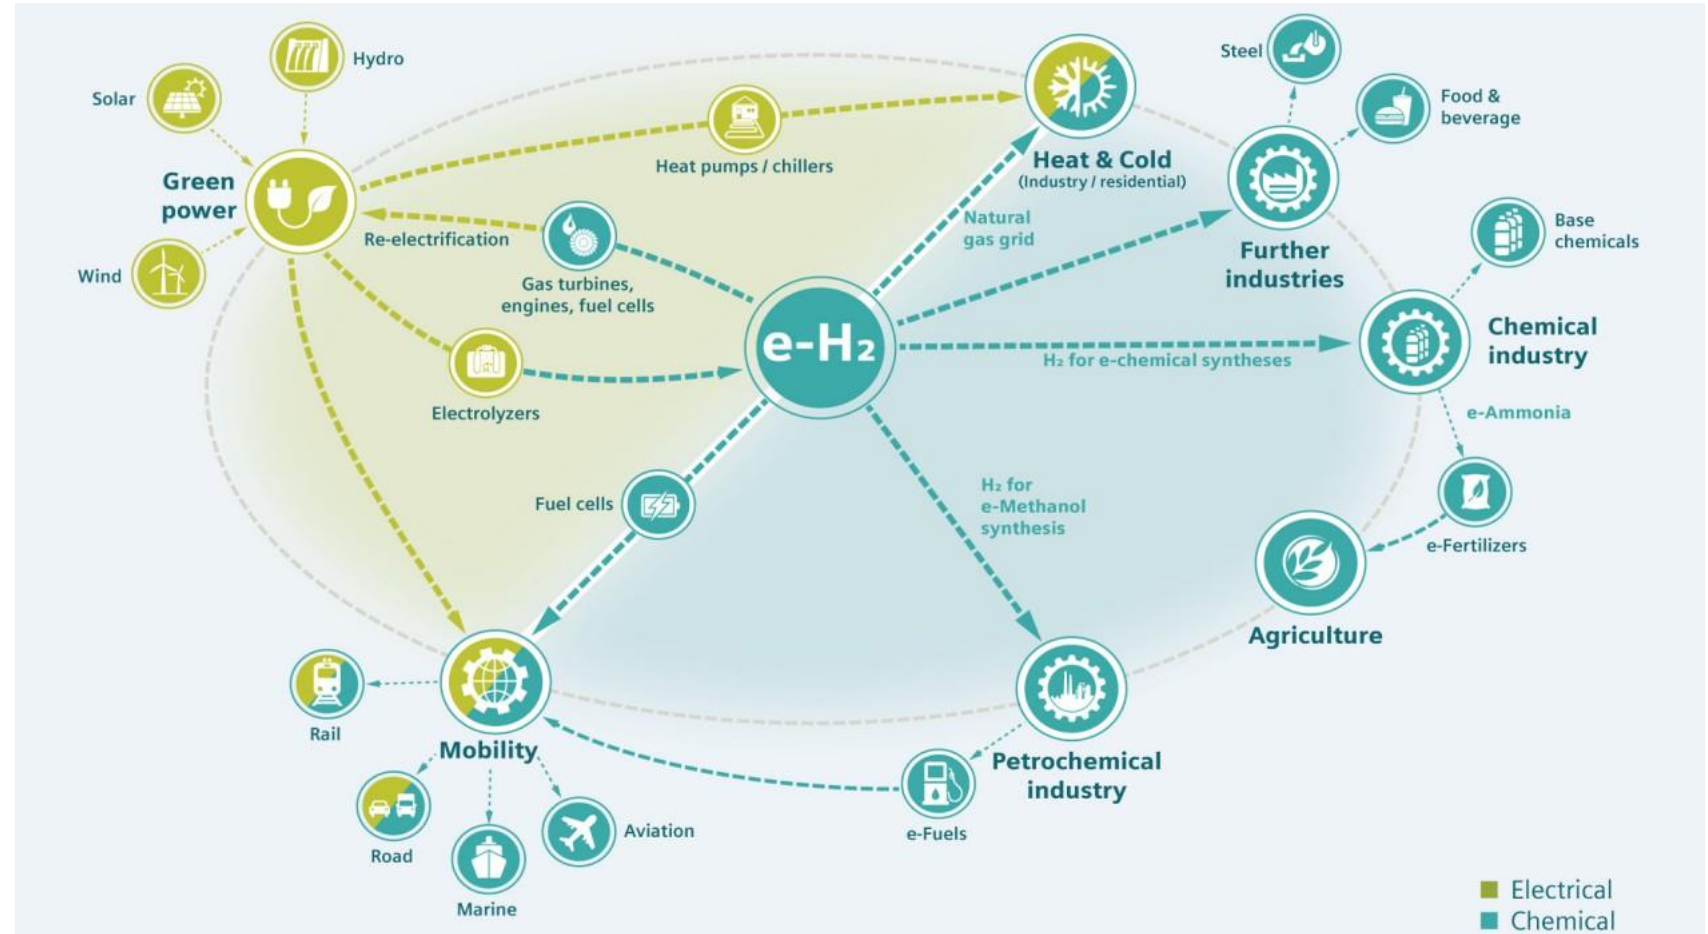 Hydro
Solar
Green
power
Wind
Heat pumps / chillers
Re-electrification
Gas turbines,
engines, fuel cells
Electrolyzers
e-H₂
Heat & Cold
(Industry / residential)
Natural
gas grid
Steel
Food &
beverage
Further
industries
Base
chemicals
Chemical
industry
H₂ for e-chemical syntheses
e-Ammonia
e-Fertilizers
Agriculture
H₂ for
e-Methanol
synthesis
Fuel cells
Petrochemical
industry
e-Fuels
Mobility
Rail
Road
Marine
Aviation
Electrical
Chemical